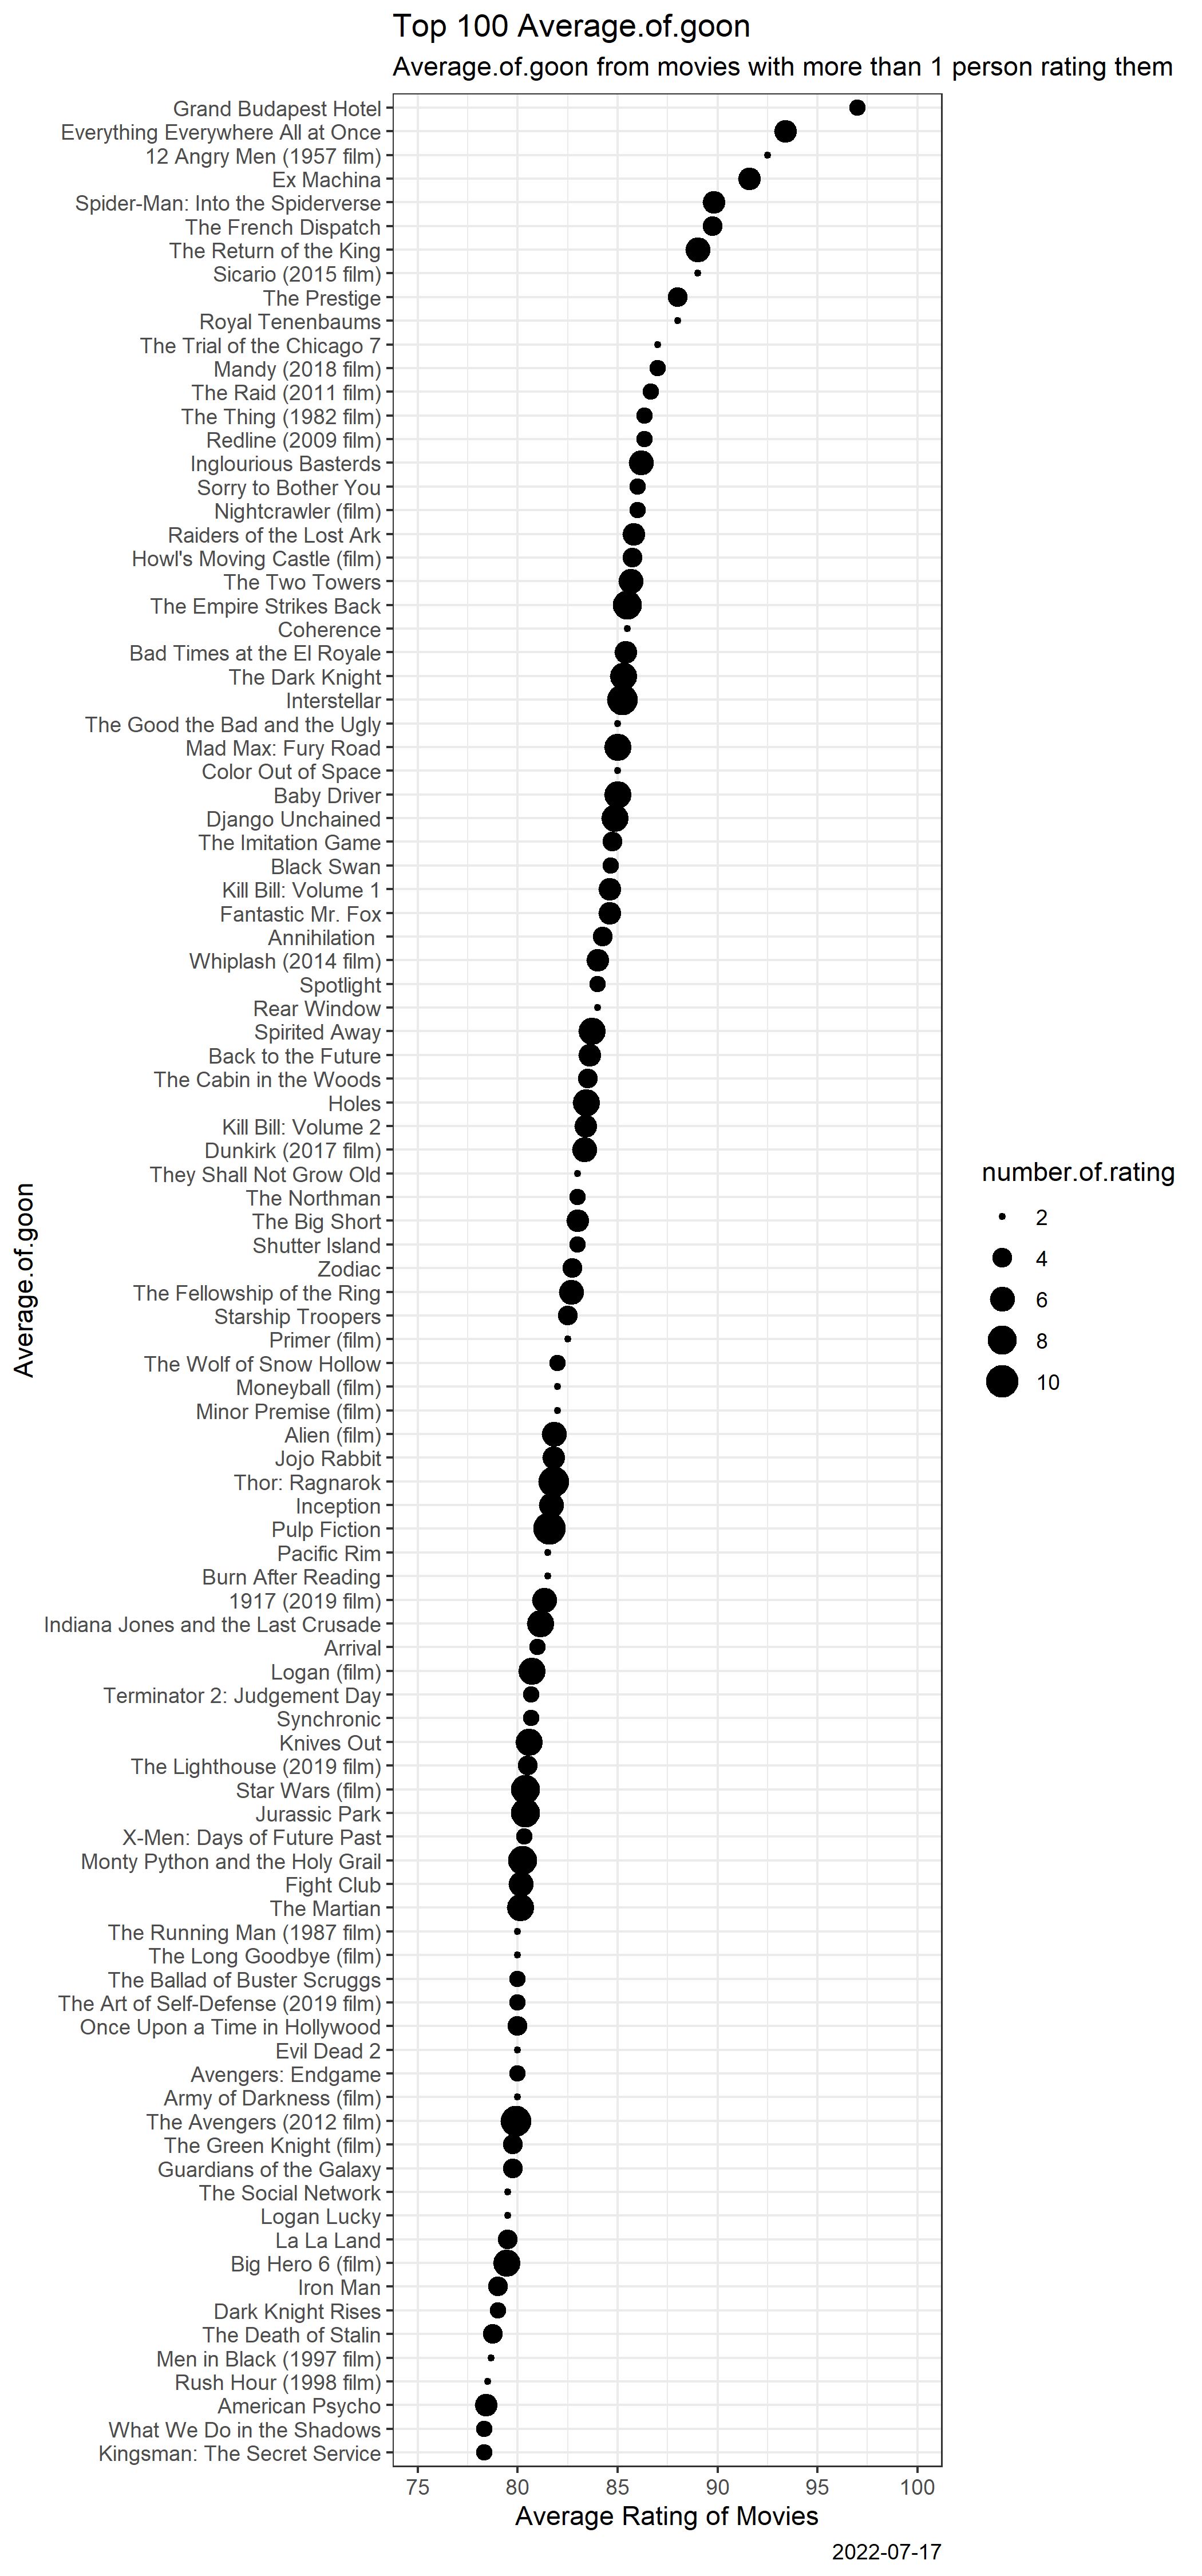 Top 100 Average.of.goon
Average.of.goon from movies with more than 1 person rating them
Grand Budapest Hotel
Everything Everywhere All at Once
12 Angry Men (1957 film)
Ex Machina
Spider-Man: Into the Spiderverse
The French Dispatch
The Return of the King
Sicario (2015 film)
The Prestige
Royal Tenenbaums
The Trial of the Chicago 7
Mandy (2018 film)
The Raid (2011 film)
The Thing (1982 film)
Redline (2009 film)
Inglourious Basterds
Sorry to Bother You
Nightcrawler (film)
Raiders of the Lost Ark
Howl's Moving Castle (film)
The Two Towers
The Empire Strikes Back
Coherence
Bad Times at the El Royale
The Dark Knight
Interstellar
The Good the Bad and the Ugly
Mad Max: Fury Road
Color Out of Space
Baby Driver
Django Unchained
The Imitation Game
Black Swan
Kill Bill: Volume 1
Fantastic Mr. Fox
Annihilation
Whiplash (2014 film)
Spotlight
Rear Window
Spirited Away
Back to the Future
The Cabin in the Woods
Holes
Kill Bill: Volume 2
Dunkirk (2017 film)
They Shall Not Grow Old
The Northman
The Big Short
Shutter Island
Zodiac
The Fellowship of the Ring
Starship Troopers
Primer (film)
The Wolf of Snow Hollow
Moneyball (film)
Minor Premise (film)
Alien (film)
Jojo Rabbit
Thor: Ragnarok
Inception
Pulp Fiction
Pacific Rim
Burn After Reading
1917 (2019 film)
Indiana Jones and the Last Crusade
Arrival
Logan (film)
Terminator 2: Judgement Day
Synchronic
Knives Out
The Lighthouse (2019 film)
Star Wars (film)
Jurassic Park
X-Men: Days of Future Past
Monty Python and the Holy Grail
Fight Club
The Martian
The Running Man (1987 film)
The Long Goodbye (film)
The Ballad of Buster Scruggs
The Art of Self-Defense (2019 film)
Once Upon a Time in Hollywood
Evil Dead 2
Avengers: Endgame
Army of Darkness (film)
The Avengers (2012 film)
The Green Knight (film)
Guardians of the Galaxy
The Social Network
Logan Lucky
La La Land
Big Hero 6 (film)
Iron Man
Dark Knight Rises
The Death of Stalin
Men in Black (1997 film)
Rush Hour (1998 film)
American Psycho
What We Do in the Shadows
Kingsman: The Secret Service
Average.of.goon
75 80 85 90 95 100
Average Rating of Movies
number.of.rating
2
4
6
8
10
2022-07-17